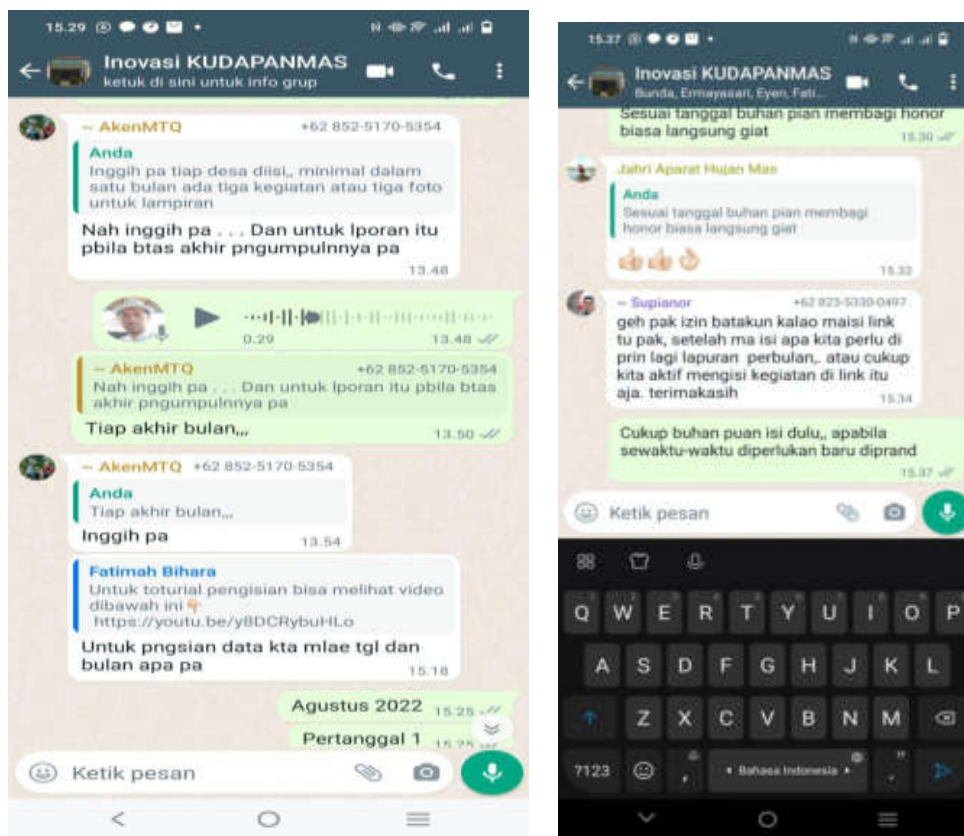 15.29
Inovasi KUDAPANMAS
ketuk di sini untuk info grup
~ AkenMTQ +62 852-5170-5354
Anda
Inggih pa tiap desa diisi,, minimal dalam
satu bulan ada tiga kegiatan atau tiga foto
untuk lampiran
Nah inggih pa . . . Dan untuk lporan itu
pbila btas akhir pngumpulnnya pa
13.48
0.29 13.48
~ AkenMTQ +62 852-5170-5354
Nah inggih pa . . . Dan untuk lporan itu pbila btas
akhir pngumpulnnya pa
Tiap akhir bulan,,,
13.50
~ AkenMTQ +62 852-5170-5354
Anda
Tiap akhir bulan,,,
Inggih pa
13.54
Fatimah Bihara
Untuk toturial pengisian bisa melihat video
dibawah ini
https://youtu.be/y8DCRybuHLo
Untuk pngsian data kta mlae tgl dan
bulan apa pa
15.18
Agustus 2022 15.25
Pertanggal 1 15.25
Ketik pesan
15.37
Inovasi KUDAPANMAS
Bunda, Ermayasari, Eyen, Fati...
Sesuai tanggal buhan pian membagi honor
biasa langsung giat
15.30
Jahri Aparat Hujan Mas
Anda
Sesuai tanggal buhan pian membagi
honor biasa langsung giat
15.32
~ Supianor +62 823-5330-0497
geh pak izin batakun kalao maisi link
tu pak, setelah ma isi apa kita perlu di
prin lagi lapuran perbulan,. atau cukup
kita aktif mengisi kegiatan di link itu
aja. terimakasih
15.34
Cukup buhan puan isi dulu,, apabila
sewaktu-waktu diperlukan baru diprand
15.37
Ketik pesan
Q W E R T Y U I O P
A S D F G H J K L
Z X C V B N M
?123 , Bahasa Indonesia .